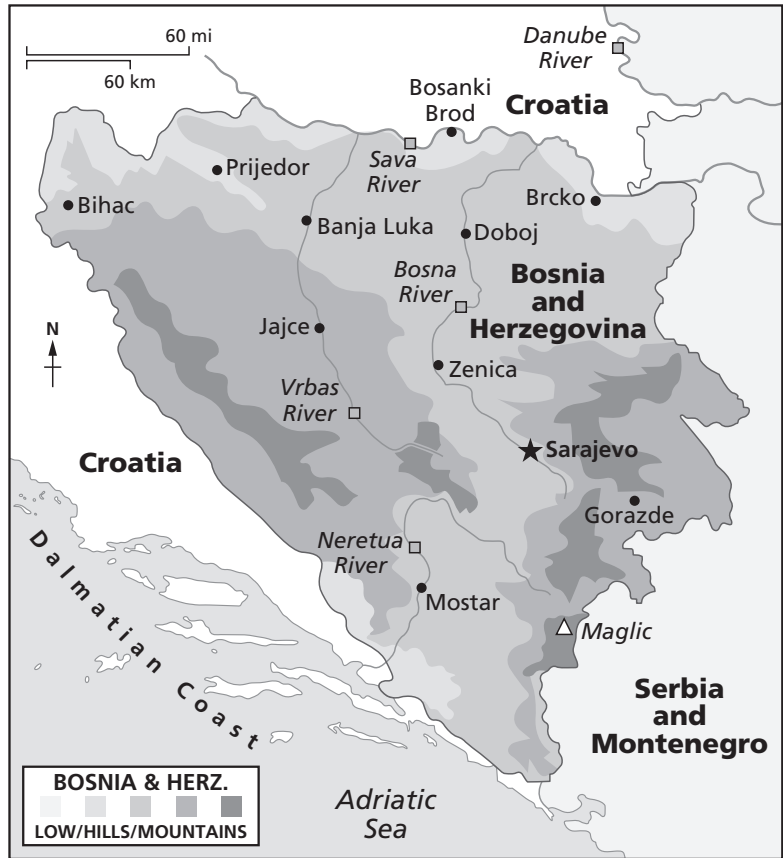 60 mi
60 km
Danube
River
Bosanki
Brod
Croatia
Sava
River
Prijedor
Bihac
Brcko
Banja Luka
Doboj
Bosna
River
Bosnia
and
Herzegovina
N
Jajce
Zenica
Vrbas
River
Croatia
Sarajevo
Gorazde
Neretua
River
Mostar
Maglic
Dalmatian Coast
Serbia
and
Montenegro
BOSNIA & HERZ.
LOW/HILLS/MOUNTAINS
Adriatic
Sea